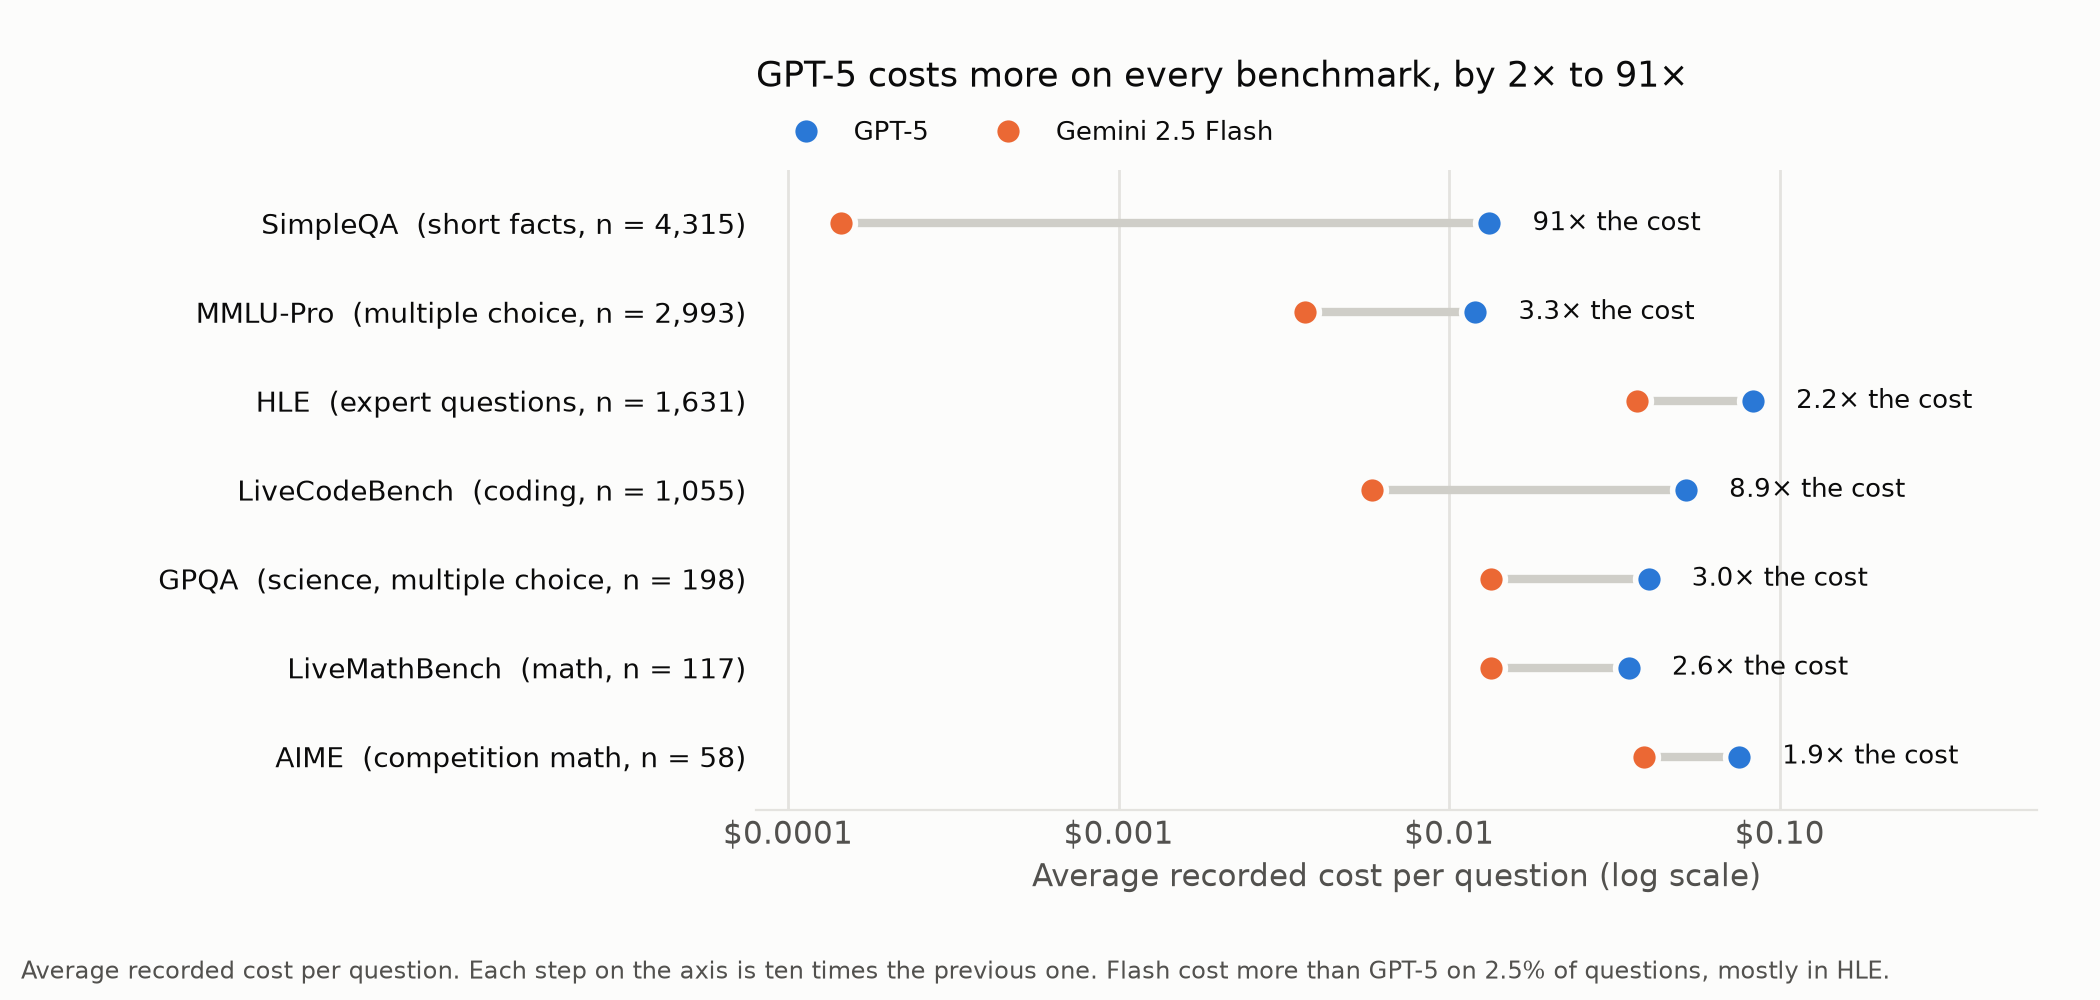 GPT-5 costs more on every benchmark, by 2× to 91×
GPT-5 Gemini 2.5 Flash
SimpleQA (short facts, n = 4,315) 91× the cost
MMLU-Pro (multiple choice, n = 2,993) 3.3× the cost
HLE (expert questions, n = 1,631) 2.2× the cost
LiveCodeBench (coding, n = 1,055) 8.9× the cost
GPQA (science, multiple choice, n = 198) 3.0× the cost
LiveMathBench (math, n = 117) 2.6× the cost
AIME (competition math, n = 58) 1.9× the cost
$0.0001 $0.001 $0.01 $0.10
Average recorded cost per question (log scale)
Average recorded cost per question. Each step on the axis is ten times the previous one. Flash cost more than GPT-5 on 2.5% of questions, mostly in HLE.